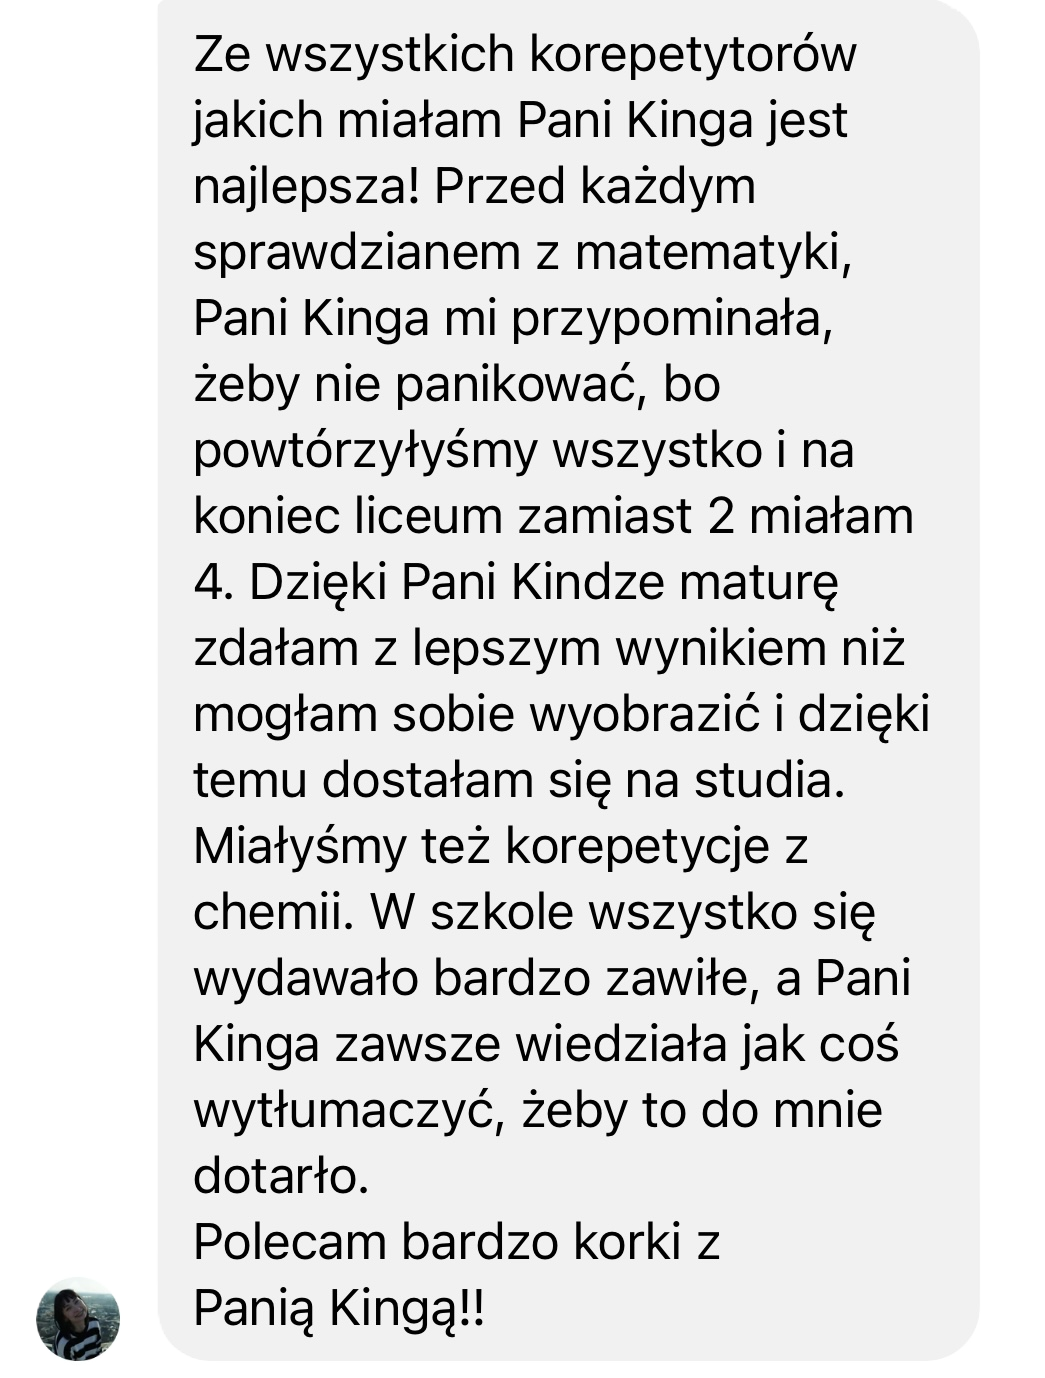 Ze wszystkich korepetytorów
jakich miałam Pani Kinga jest
najlepsza! Przed każdym
sprawdzianem z matematyki,
Pani Kinga mi przypominała,
żeby nie panikować, bo
powtórzyłyśmy wszystko i na
koniec liceum zamiast 2 miałam
4. Dzięki Pani Kindze maturę
zdałam z lepszym wynikiem niż
mogłam sobie wyobrazić i dzięki
temu dostałam się na studia.
Miałyśmy też korepetycje z
chemii. W szkole wszystko się
wydawało bardzo zawiłe, a Pani
Kinga zawsze wiedziała jak coś
wytłumaczyć, żeby to do mnie
dotarło.
Polecam bardzo korki z
Panią Kingą!!